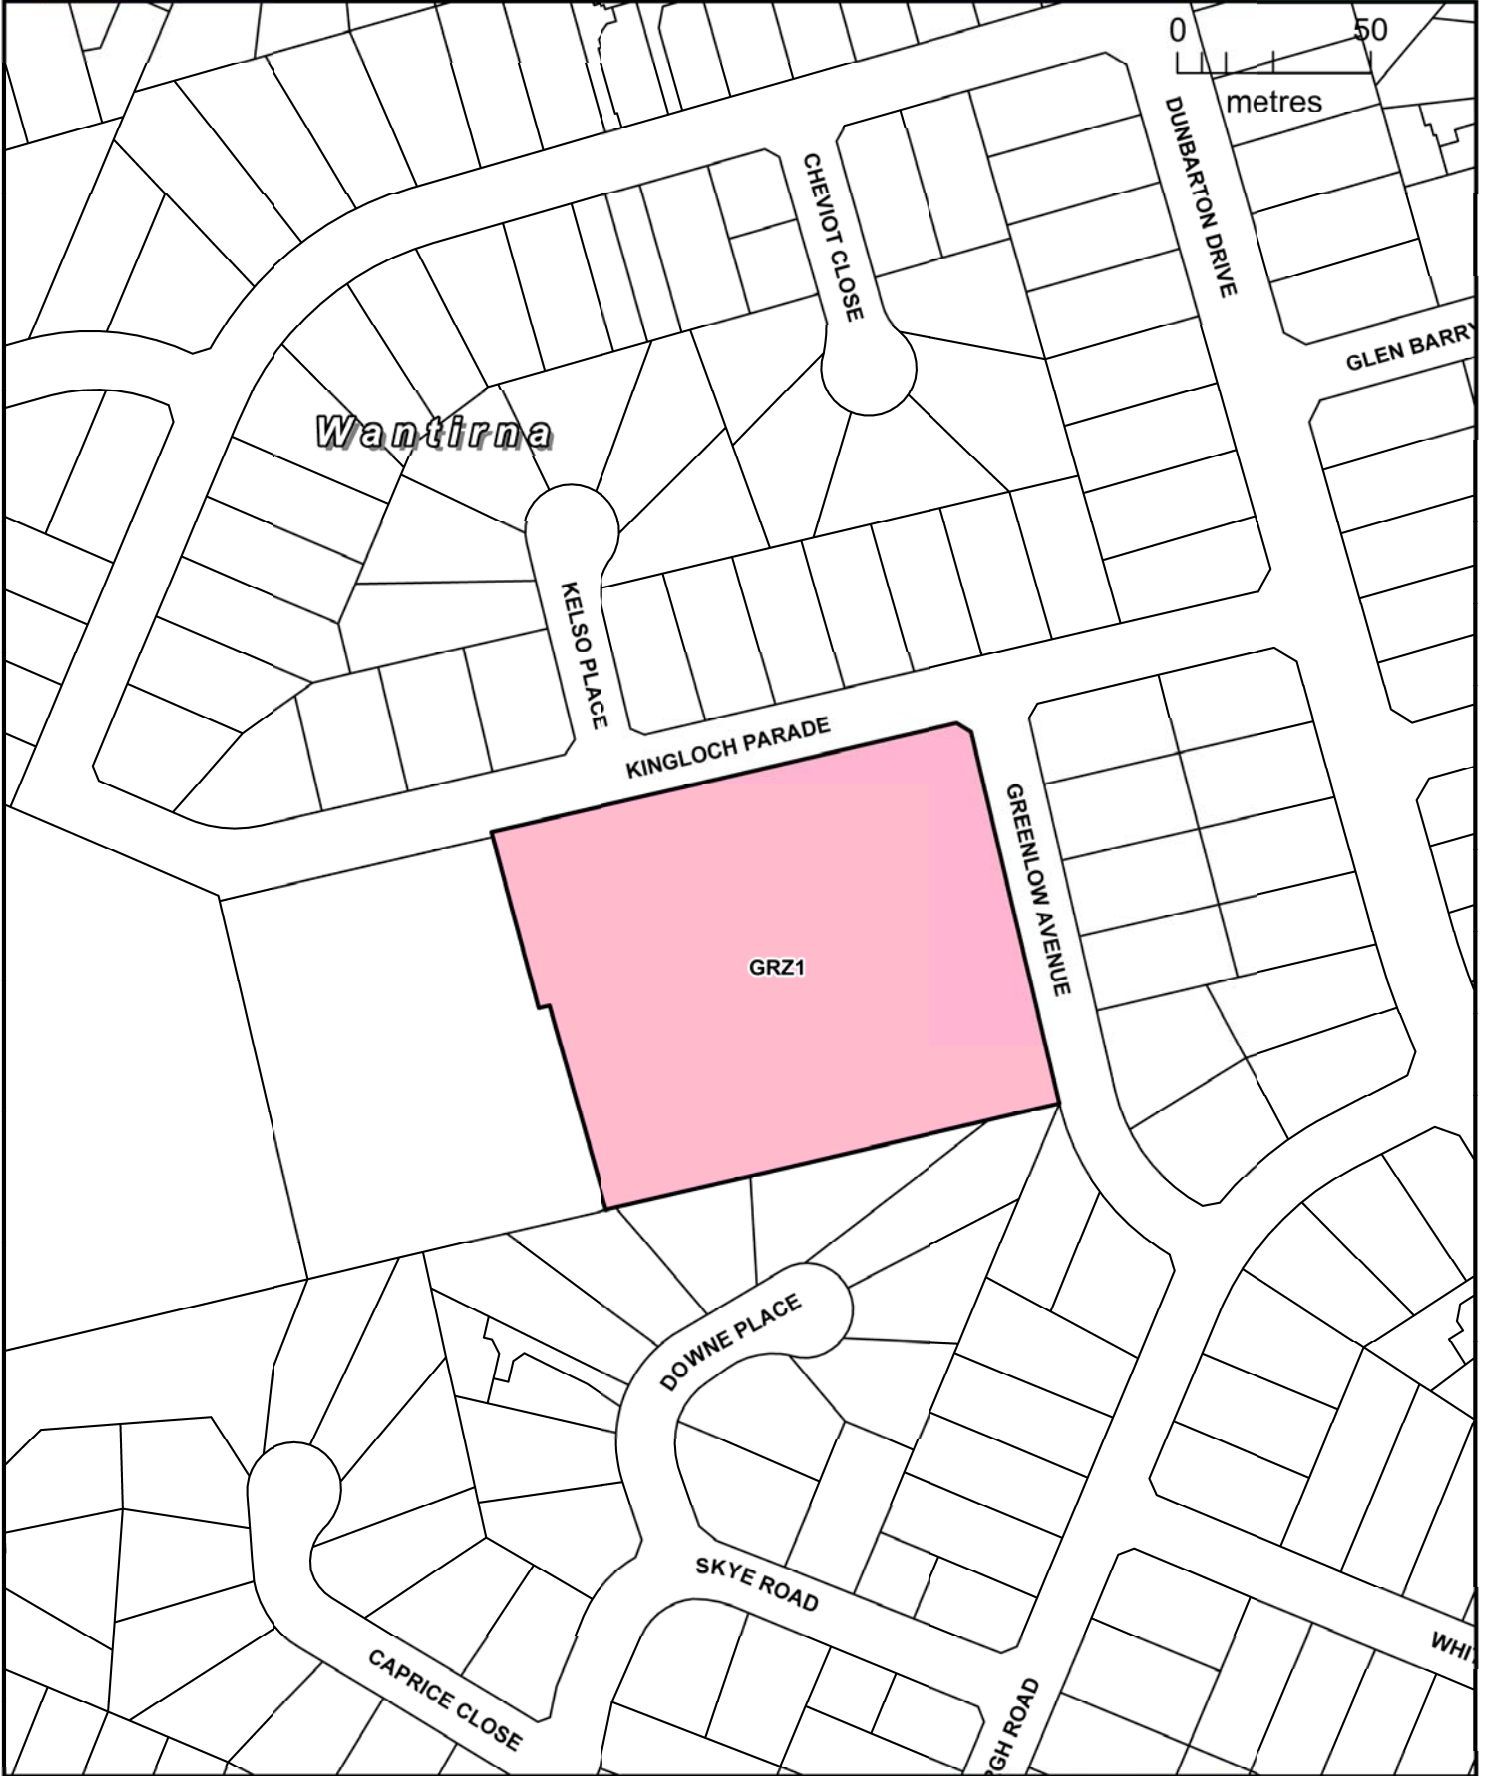 0 50
metres
DUNBARTON DRIVE
CHEVIOT CLOSE
GLEN BARRY
Wantirna
KELSO PLACE
KINGLOCH PARADE
GREENLOW AVENUE
GRZ1
DOWNE PLACE
SKYE ROAD
WHI
CAPRICE CLOSE
RGH ROAD